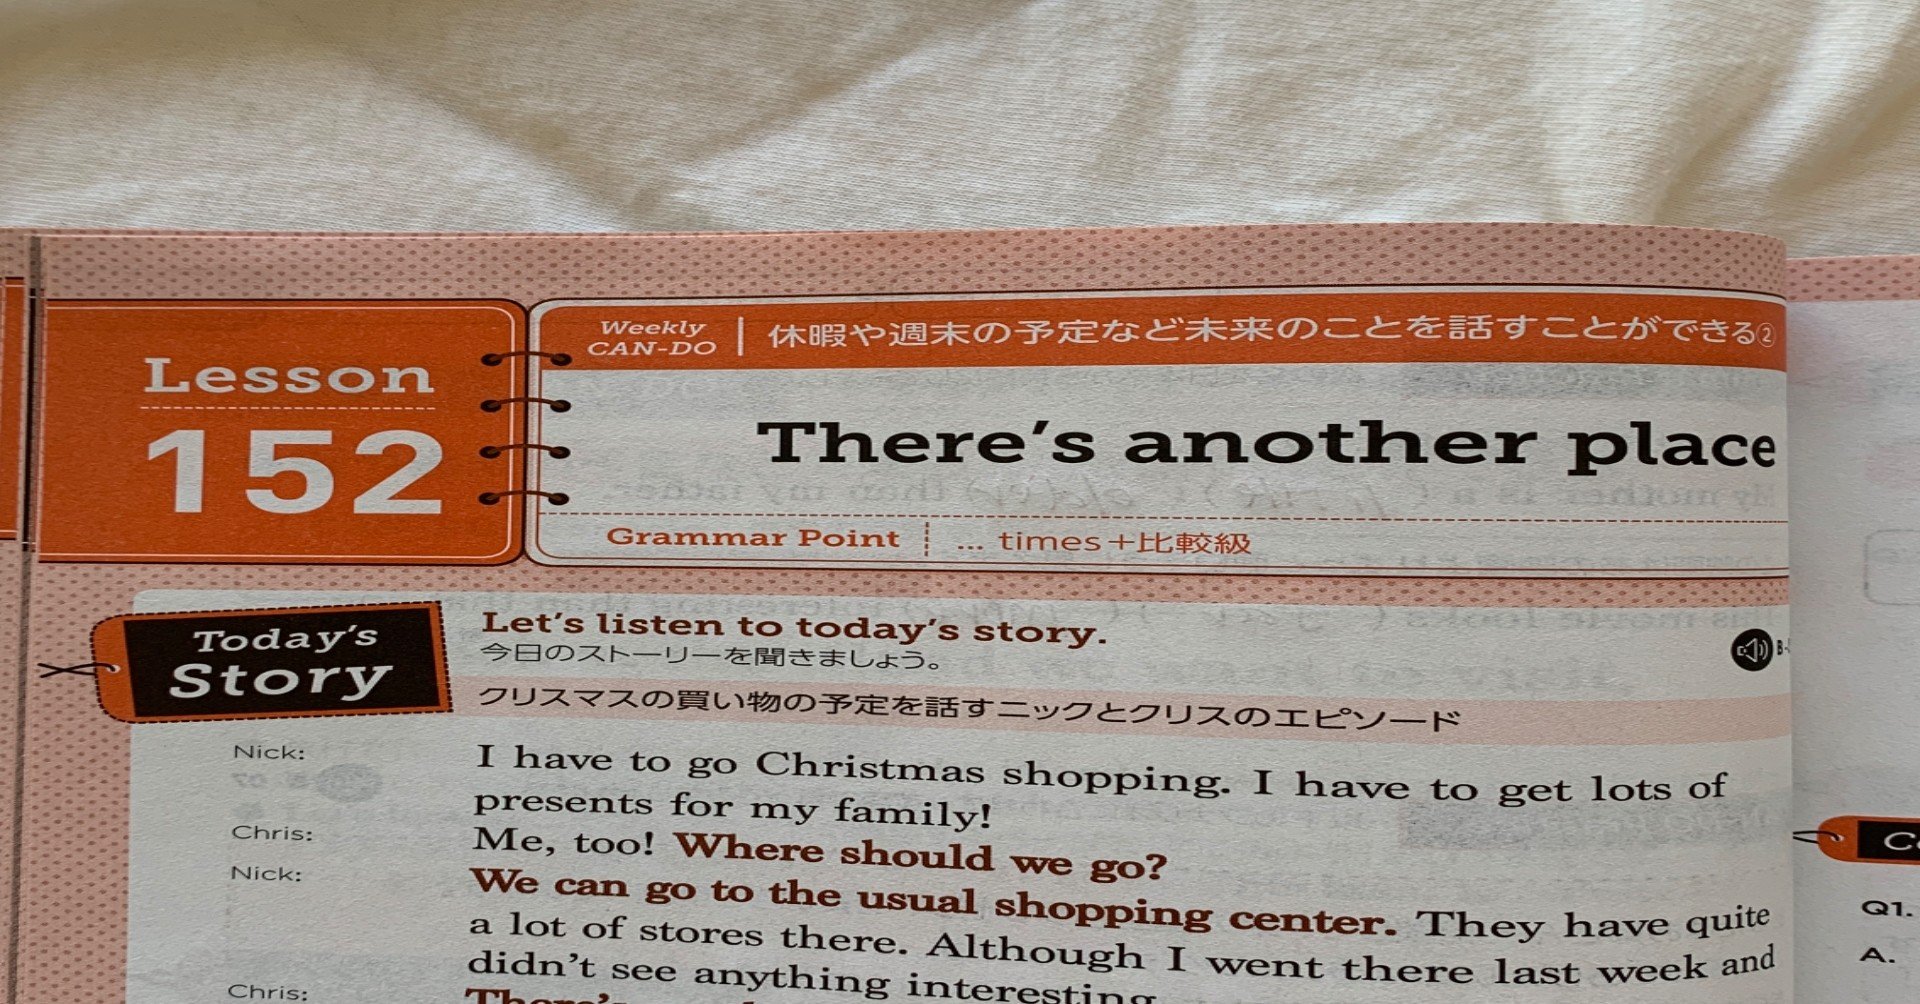 Lesson
152
Weekly
CAN-DO
休暇や週末の予定など未来のことを話すことができる②
There's another place
Grammar Point
... times+比較級
Today's
Story
Let's listen to today's story.
今日のストーリーを聞きましょう。
クリスマスの買い物の予定を話すニックとクリスのエピソード
Nick:
I have to go Christmas shopping. I have to get lots of
presents for my family!
Chris:
Me, too! Where should we go?
Nick:
We can go to the usual shopping center. They have quite
a lot of stores there. Although I went there last week and
didn't see anything interesting.
Chris:
There's
Q1.
A.